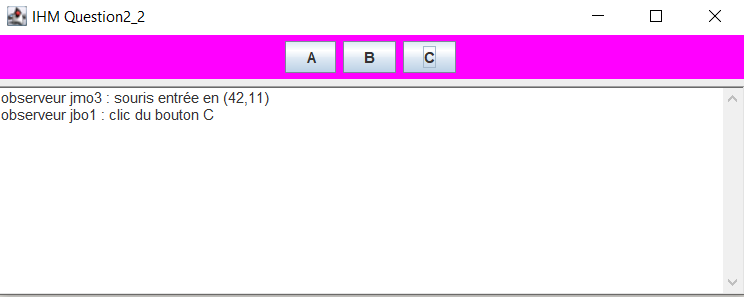 IHM Question2_2
A B C
observeur jmo3 : souris entrée en (42,11)
observeur jbo1 : clic du bouton C